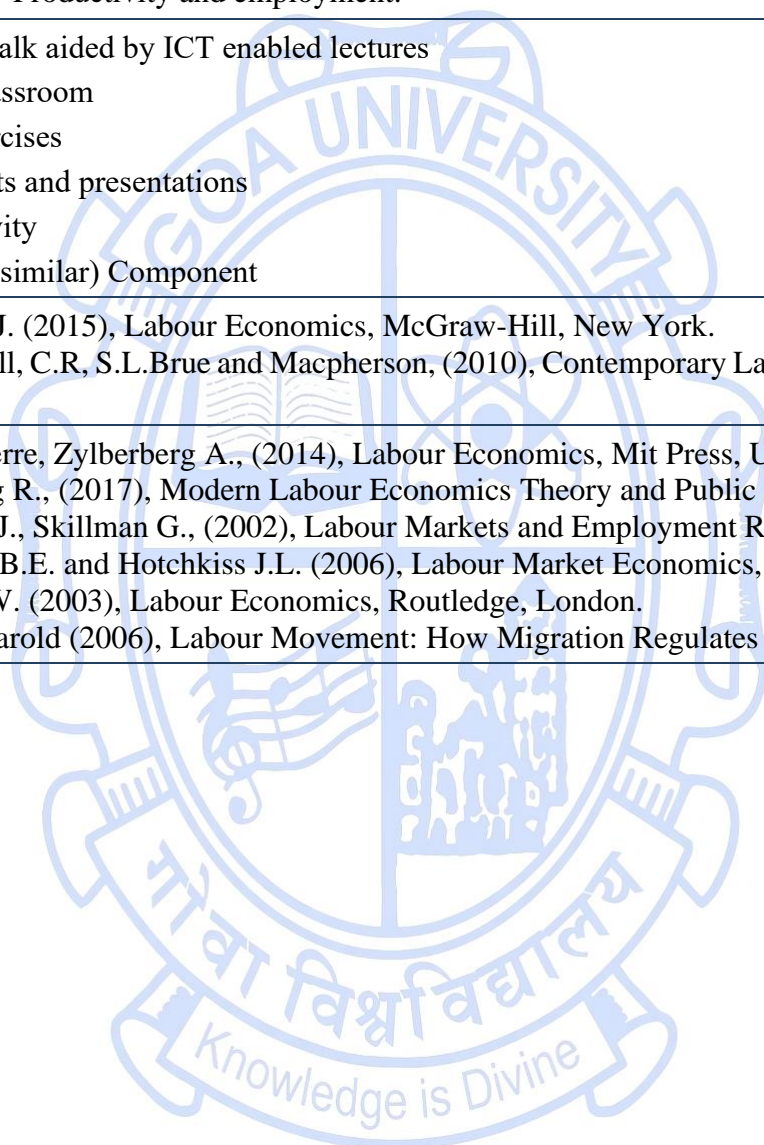 Productivity and employment.
alk aided by ICT enabled lectures
assroom
rcises
ts and presentations
vity
similar) Component
J. (2015), Labour Economics, McGraw-Hill, New York.
ll, C.R, S.L.Brue and Macpherson, (2010), Contemporary La
erre, Zylberberg A., (2014), Labour Economics, Mit Press, U
g R., (2017), Modern Labour Economics Theory and Public
J., Skillman G., (2002), Labour Markets and Employment R
B.E. and Hotchkiss J.L. (2006), Labour Market Economics,
W. (2003), Labour Economics, Routledge, London.
arold (2006), Labour Movement: How Migration Regulates
GOA UNIVERSITY
गोंवा विश्वविद्यालय
Knowledge is Divine